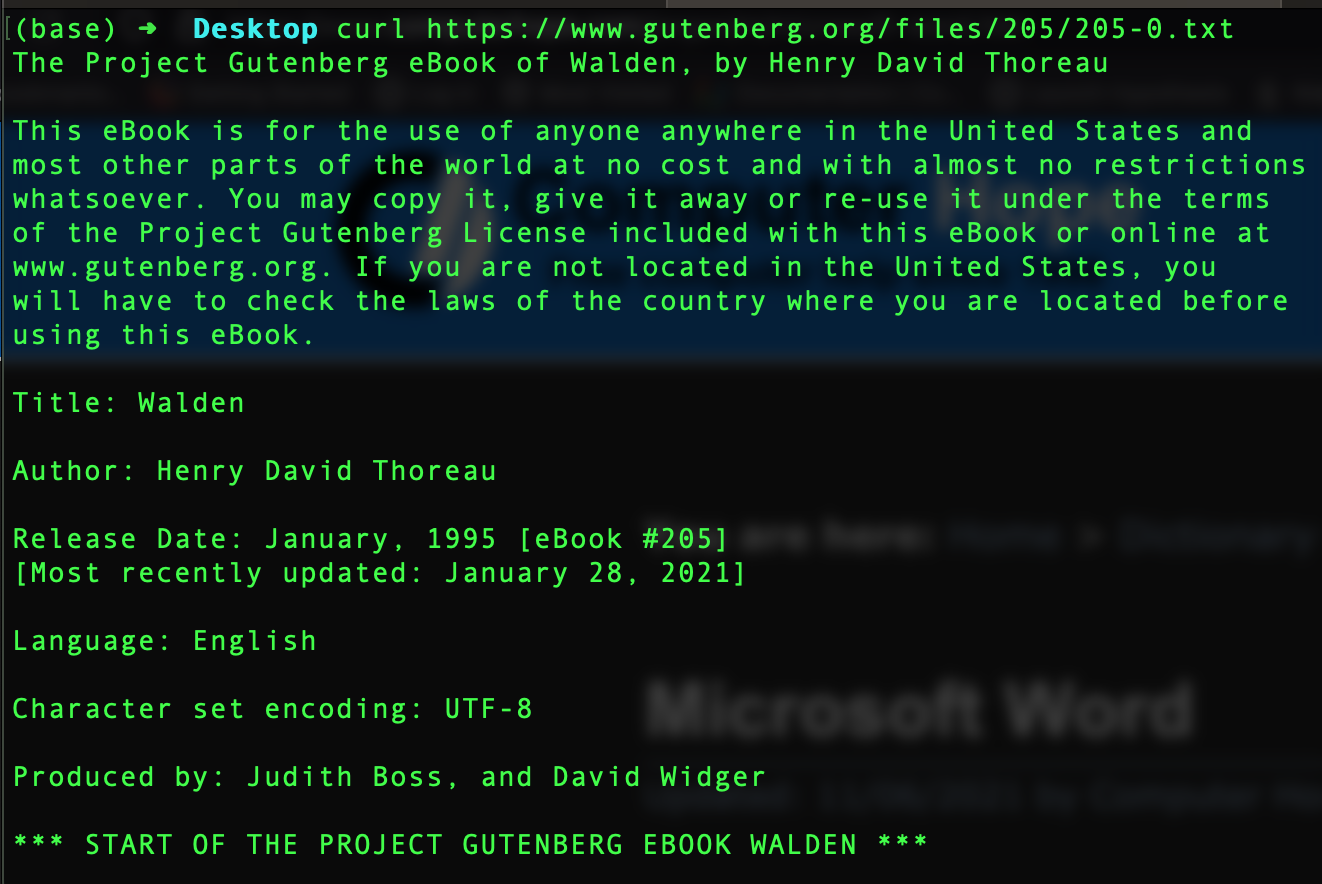 (base) ➜ Desktop curl https://www.gutenberg.org/files/205/205-0.txt
The Project Gutenberg eBook of Walden, by Henry David Thoreau
This eBook is for the use of anyone anywhere in the United States and
most other parts of the world at no cost and with almost no restrictions
whatsoever. You may copy it, give it away or re-use it under the terms
of the Project Gutenberg License included with this eBook or online at
www.gutenberg.org. If you are not located in the United States, you
will have to check the laws of the country where you are located before
using this eBook.
Title: Walden
Author: Henry David Thoreau
Release Date: January, 1995 [eBook #205]
are here: Home > Dictionary
[Most recently updated: January 28, 2021]
Language: English
Microsoft Word
Character set encoding: UTF-8
Produced by: Judith Boss, and David Widger
*** START OF THE PROJECT GUTENBERG EBOOK WALDEN ***